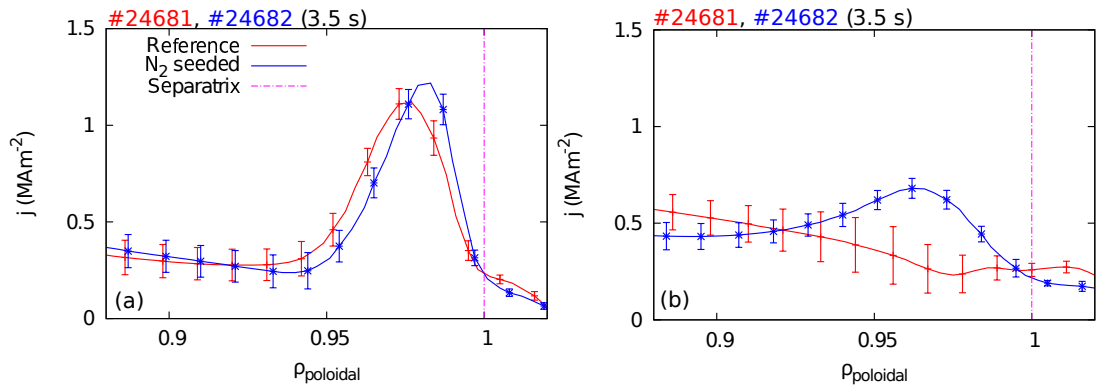 #24681, #24682 (3.5 s)
1.5
Reference
N2 seeded
Separatrix
1
j (MAm-2)
0.5
(a)
0
0.9
0.95
1
ρpoloidal
#24681, #24682 (3.5 s)
1.5
1
j (MAm-2)
0.5
(b)
0
0.9
0.95
1
ρpoloidal